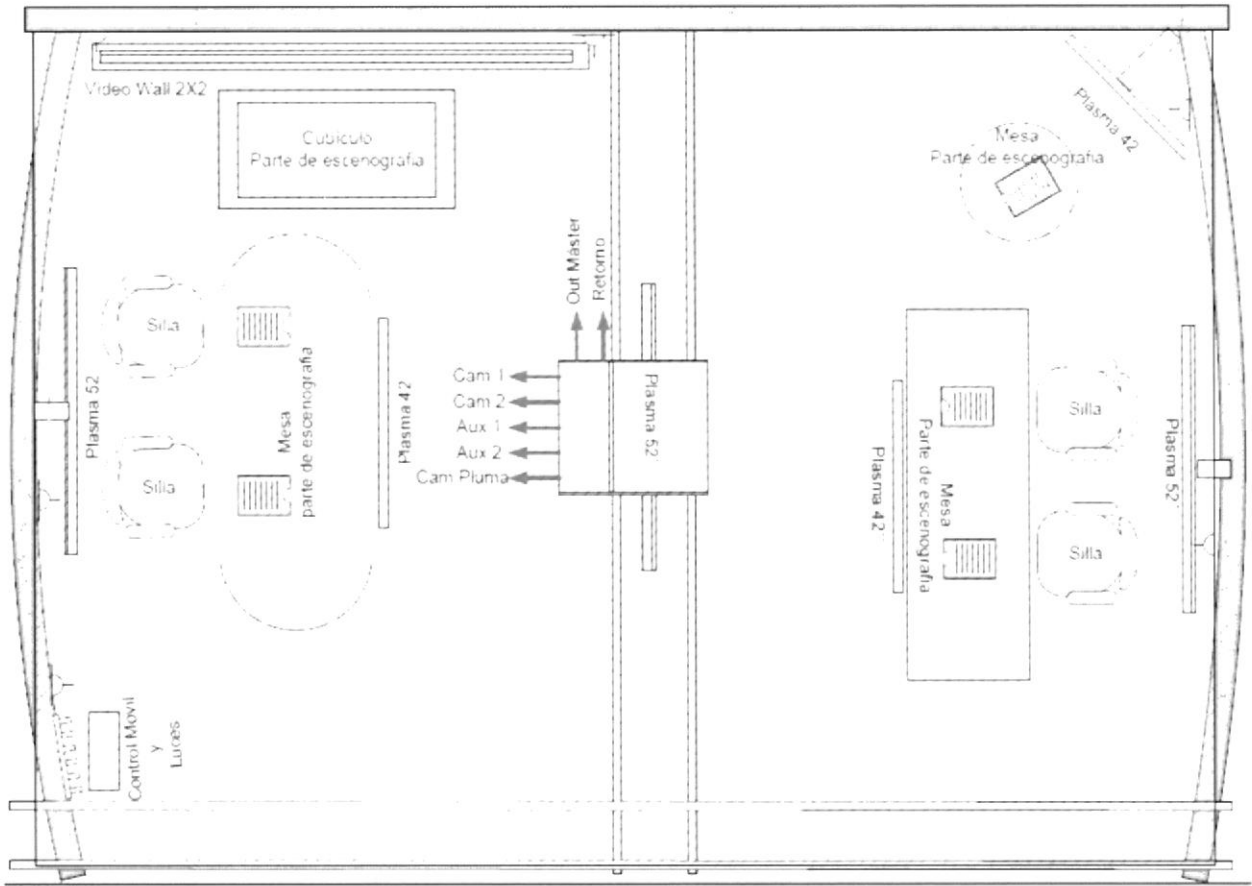 Video Wall 2X2
Cubículo
Parte de escenografia
Plasma 42
Mesa
Parte de escenografia
Out Máster
Retorno
Silla
Silla
Plasma 52
Mesa
parte de escenografia
Plasma 42
Cam 1
Cam 2
Aux 1
Aux 2
Cam Pluma
Plasma 52
Plasma 42
Parte de escenografia
Mesa
Silla
Silla
Plasma 52
Control Movil
y
Luces